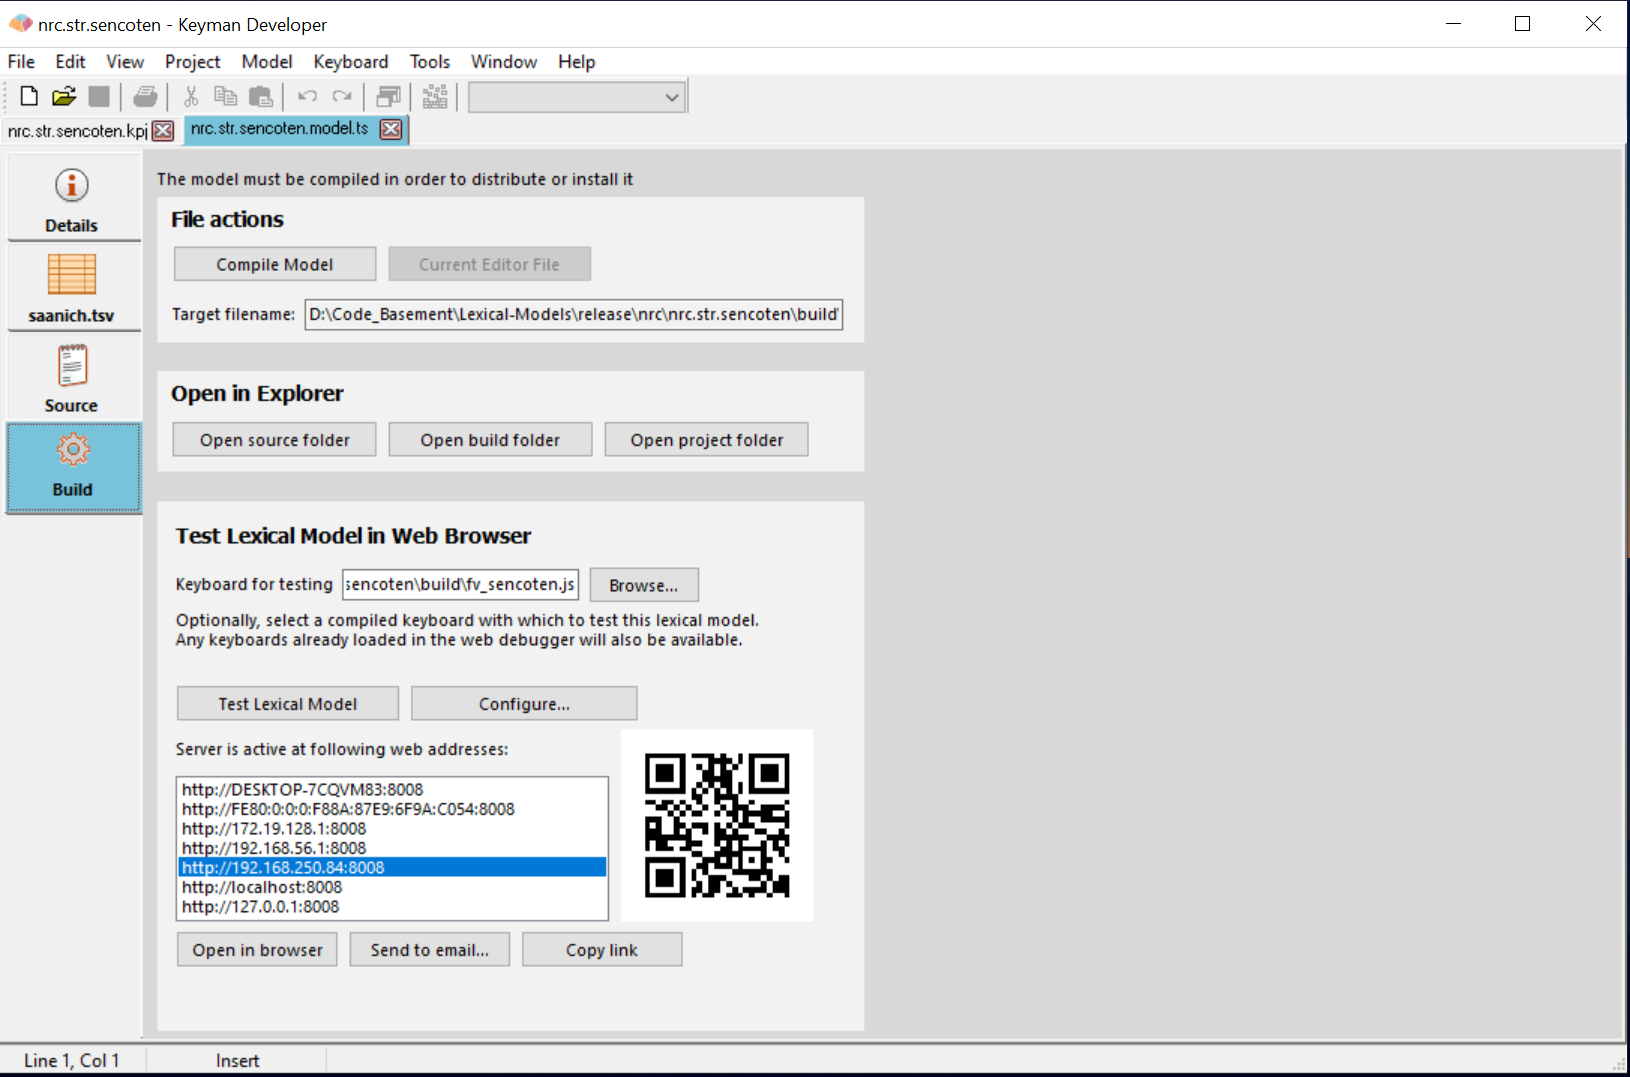 nrc.str.sencoten - Keyman Developer
File Edit View Project Model Keyboard Tools Window Help
nrc.str.sencoten.kpj nrc.str.sencoten.model.ts
Details
saanich.tsv
Source
Build
The model must be compiled in order to distribute or install it
File actions
Compile Model Current Editor File
Target filename: D:\Code_Basement\Lexical-Models\release\nrc\nrc.str.sencoten\build
Open in Explorer
Open source folder Open build folder Open project folder
Test Lexical Model in Web Browser
Keyboard for testing sencoten\build\fv_sencoten.js Browse...
Optionally, select a compiled keyboard with which to test this lexical model.
Any keyboards already loaded in the web debugger will also be available.
Test Lexical Model Configure...
Server is active at following web addresses:
http://DESKTOP-7CQVM83:8008
http://FE80:0:0:0:F88A:87E9:6F9A:C054:8008
http://172.19.128.1:8008
http://192.168.56.1:8008
http://192.168.250.84:8008
http://localhost:8008
http://127.0.0.1:8008
Open in browser Send to email... Copy link
Line 1, Col 1 Insert